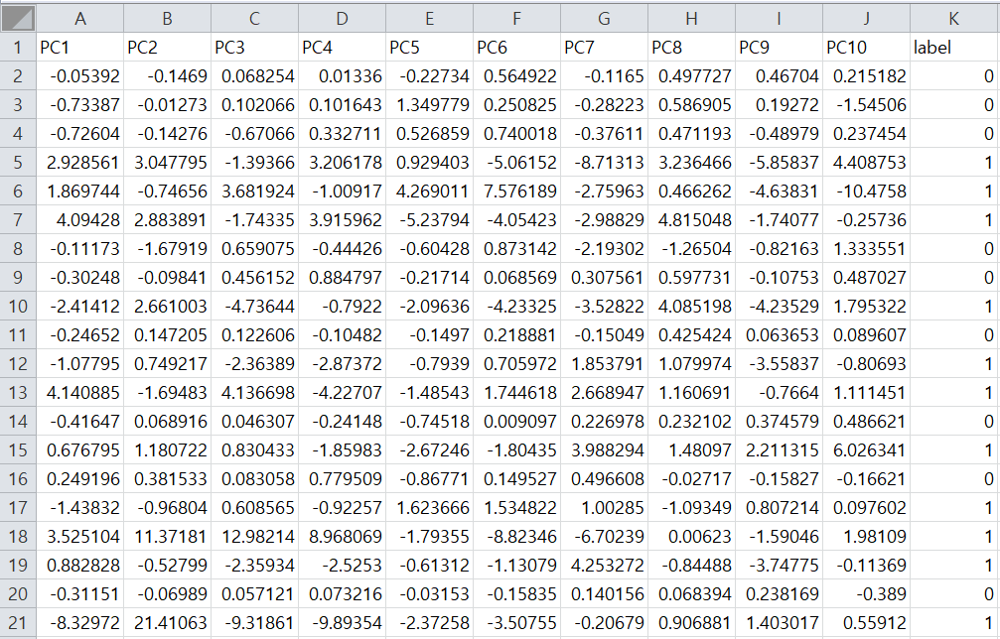 A B C D E F G H I J K
1 PC1 PC2 PC3 PC4 PC5 PC6 PC7 PC8 PC9 PC10 label
2 -0.05392 -0.1469 0.068254 0.01336 -0.22734 0.564922 -0.1165 0.497727 0.46704 0.215182 0
3 -0.73387 -0.01273 0.102066 0.101643 1.349779 0.250825 -0.28223 0.586905 0.19272 -1.54506 0
4 -0.72604 -0.14276 -0.67066 0.332711 0.526859 0.740018 -0.37611 0.471193 -0.48979 0.237454 0
5 2.928561 3.047795 -1.39366 3.206178 0.929403 -5.06152 -8.71313 3.236466 -5.85837 4.408753 1
6 1.869744 -0.74656 3.681924 -1.00917 4.269011 7.576189 -2.75963 0.466262 -4.63831 -10.4758 1
7 4.09428 2.883891 -1.74335 3.915962 -5.23794 -4.05423 -2.98829 4.815048 -1.74077 -0.25736 1
8 -0.11173 -1.67919 0.659075 -0.44426 -0.60428 0.873142 -2.19302 -1.26504 -0.82163 1.333551 0
9 -0.30248 -0.09841 0.456152 0.884797 -0.21714 0.068569 0.307561 0.597731 -0.10753 0.487027 0
10 -2.41412 2.661003 -4.73644 -0.7922 -2.09636 -4.23325 -3.52822 4.085198 -4.23529 1.795322 1
11 -0.24652 0.147205 0.122606 -0.10482 -0.1497 0.218881 -0.15049 0.425424 0.063653 0.089607 0
12 -1.07795 0.749217 -2.36389 -2.87372 -0.7939 0.705972 1.853791 1.079974 -3.55837 -0.80693 1
13 4.140885 -1.69483 4.136698 -4.22707 -1.48543 1.744618 2.668947 1.160691 -0.7664 1.111451 1
14 -0.41647 0.068916 0.046307 -0.24148 -0.74518 0.009097 0.226978 0.232102 0.374579 0.486621 0
15 0.676795 1.180722 0.830433 -1.85983 -2.67246 -1.80435 3.988294 1.48097 2.211315 6.026341 1
16 0.249196 0.381533 0.083058 0.779509 -0.86771 0.149527 0.496608 -0.02717 -0.15827 -0.16621 0
17 -1.43832 -0.96804 0.608565 -0.92257 1.623666 1.534822 1.00285 -1.09349 0.807214 0.097602 1
18 3.525104 11.37181 12.98214 8.968069 -1.79355 -8.82346 -6.70239 0.00623 -1.59046 1.98109 1
19 0.882828 -0.52799 -2.35934 -2.5253 -0.61312 -1.13079 4.253272 -0.84488 -3.74775 -0.11369 1
20 -0.31151 -0.06989 0.057121 0.073216 -0.03153 -0.15835 0.140156 0.068394 0.238169 -0.389 0
21 -8.32972 21.41063 -9.31861 -9.89354 -2.37258 -3.50755 -0.20679 0.906881 1.403017 0.55912 1